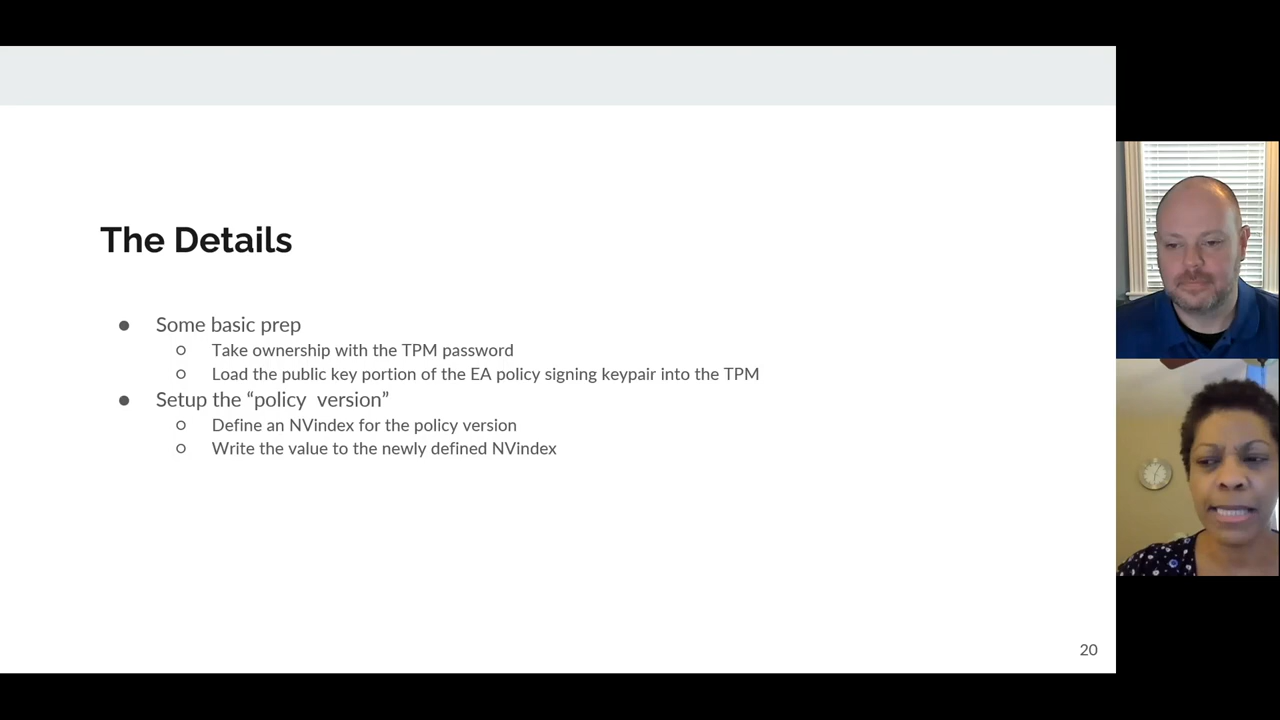 The Details
● Some basic prep
○ Take ownership with the TPM password
○ Load the public key portion of the EA policy signing keypair into the TPM
● Setup the “policy  version”
○ Define an NVindex for the policy version
○ Write the value to the newly defined NVindex
20